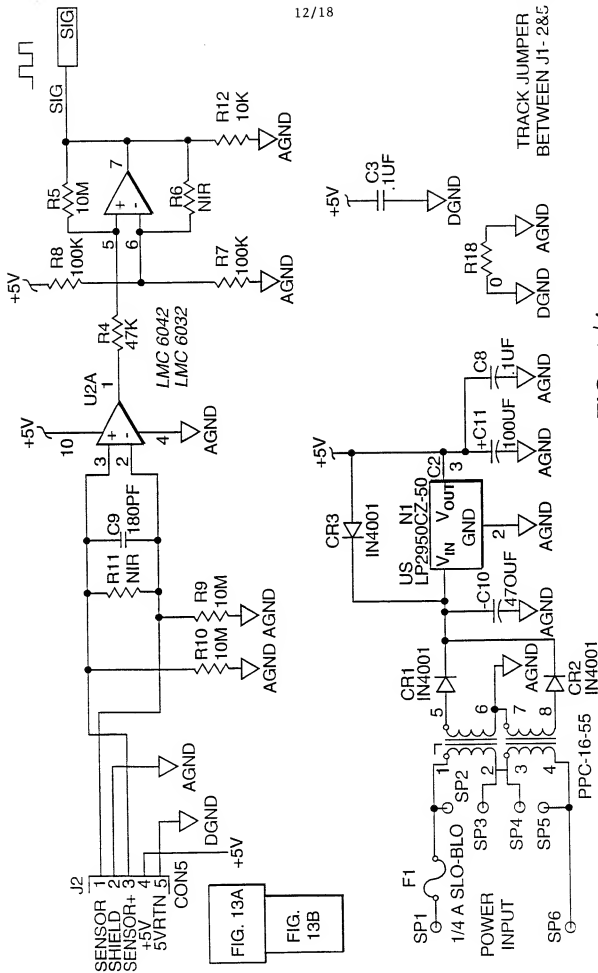 12/18
J2
SENSOR 1
SHIELD 2
SENSOR+ 3
+5V 4
5VRTN 5
CON5
+5V
DGND
AGND
R10
10M
AGND
R9
10M
AGND
R11
NIR
C9
180PF
3
2
+
-
+5V
10
U2A
1
4
AGND
LMC 6042
LMC 6032
R4
47K
+5V
R8
100K
R7
100K
AGND
5
6
+
-
7
R5
10M
R6
NIR
R12
10K
AGND
SIG
SIG
FIG. 13A
FIG. 13B
SP1
F1
1/4 A SLO-BLO
SP2
SP3
SP4
SP5
SP6
POWER INPUT
1
2
3
4
5
6
7
8
PPC-16-55
AGND
CR1
IN4001
CR2
IN4001
CR3
IN4001
-C10
470UF
AGND
US
N1
LP2950CZ-50
VIN
VOUT
GND
C2
3
2
AGND
+5V
+C11
100UF
AGND
C8
.1UF
AGND
+5V
C3
.1UF
DGND
R18
0
DGND
AGND
TRACK JUMPER
BETWEEN J1- 2&5